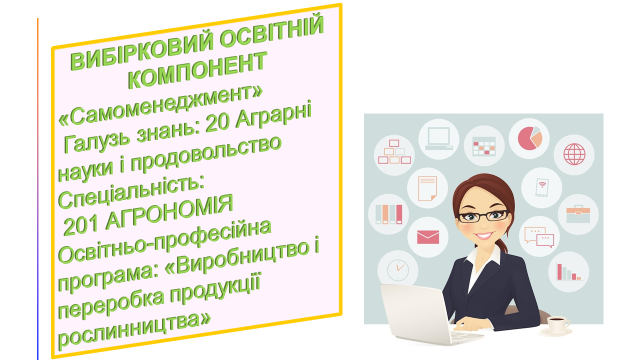 ВИБІРКОВИЙ ОСВІТНІЙ
КОМПОНЕНТ
«Самоменеджмент»
Галузь знань: 20 Аграрні
науки і продовольство
Спеціальність:
201 АГРОНОМІЯ
Освітньо-професійна
програма: «Виробництво і
переробка продукції
рослинництва»